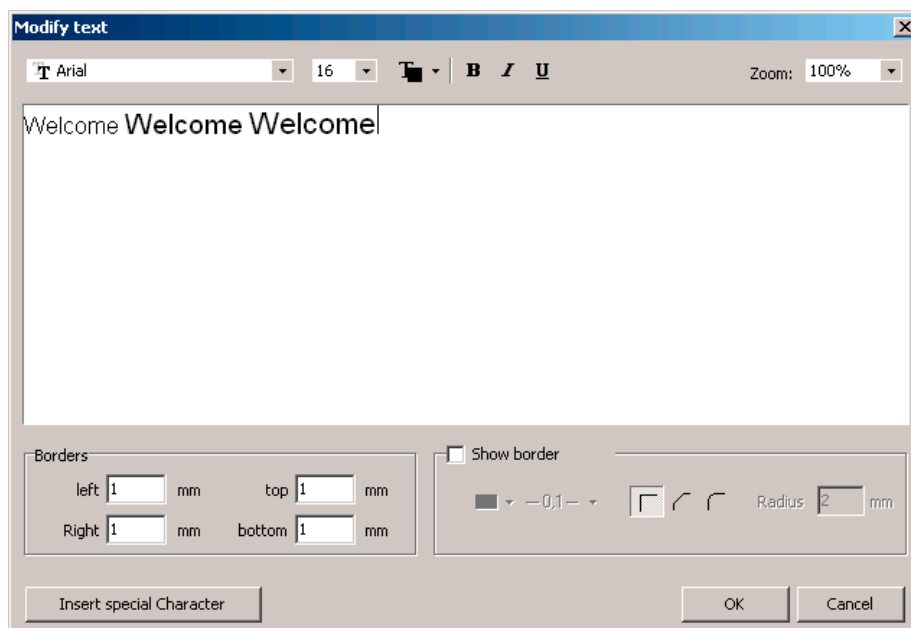 Modify text
T Arial 16 T B I U Zoom: 100%
Welcome Welcome Welcome
Borders
left 1 mm top 1 mm
Right 1 mm bottom 1 mm
Show border
0,1 Radius 2 mm
Insert special Character OK Cancel